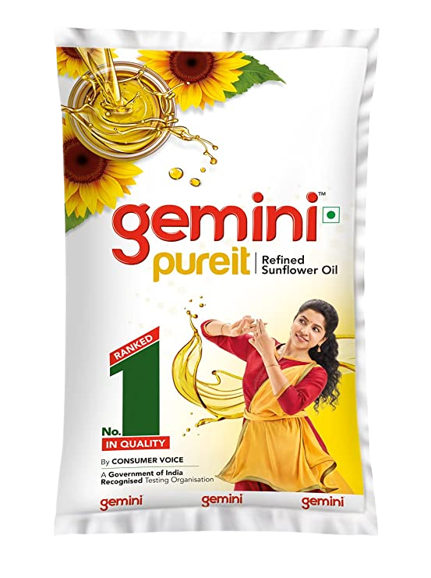 gemini™
pureit
Refined
Sunflower Oil
RANKED
No.1
IN QUALITY
By CONSUMER VOICE
A Government of India
Recognised Testing Organisation
gemini gemini gemini